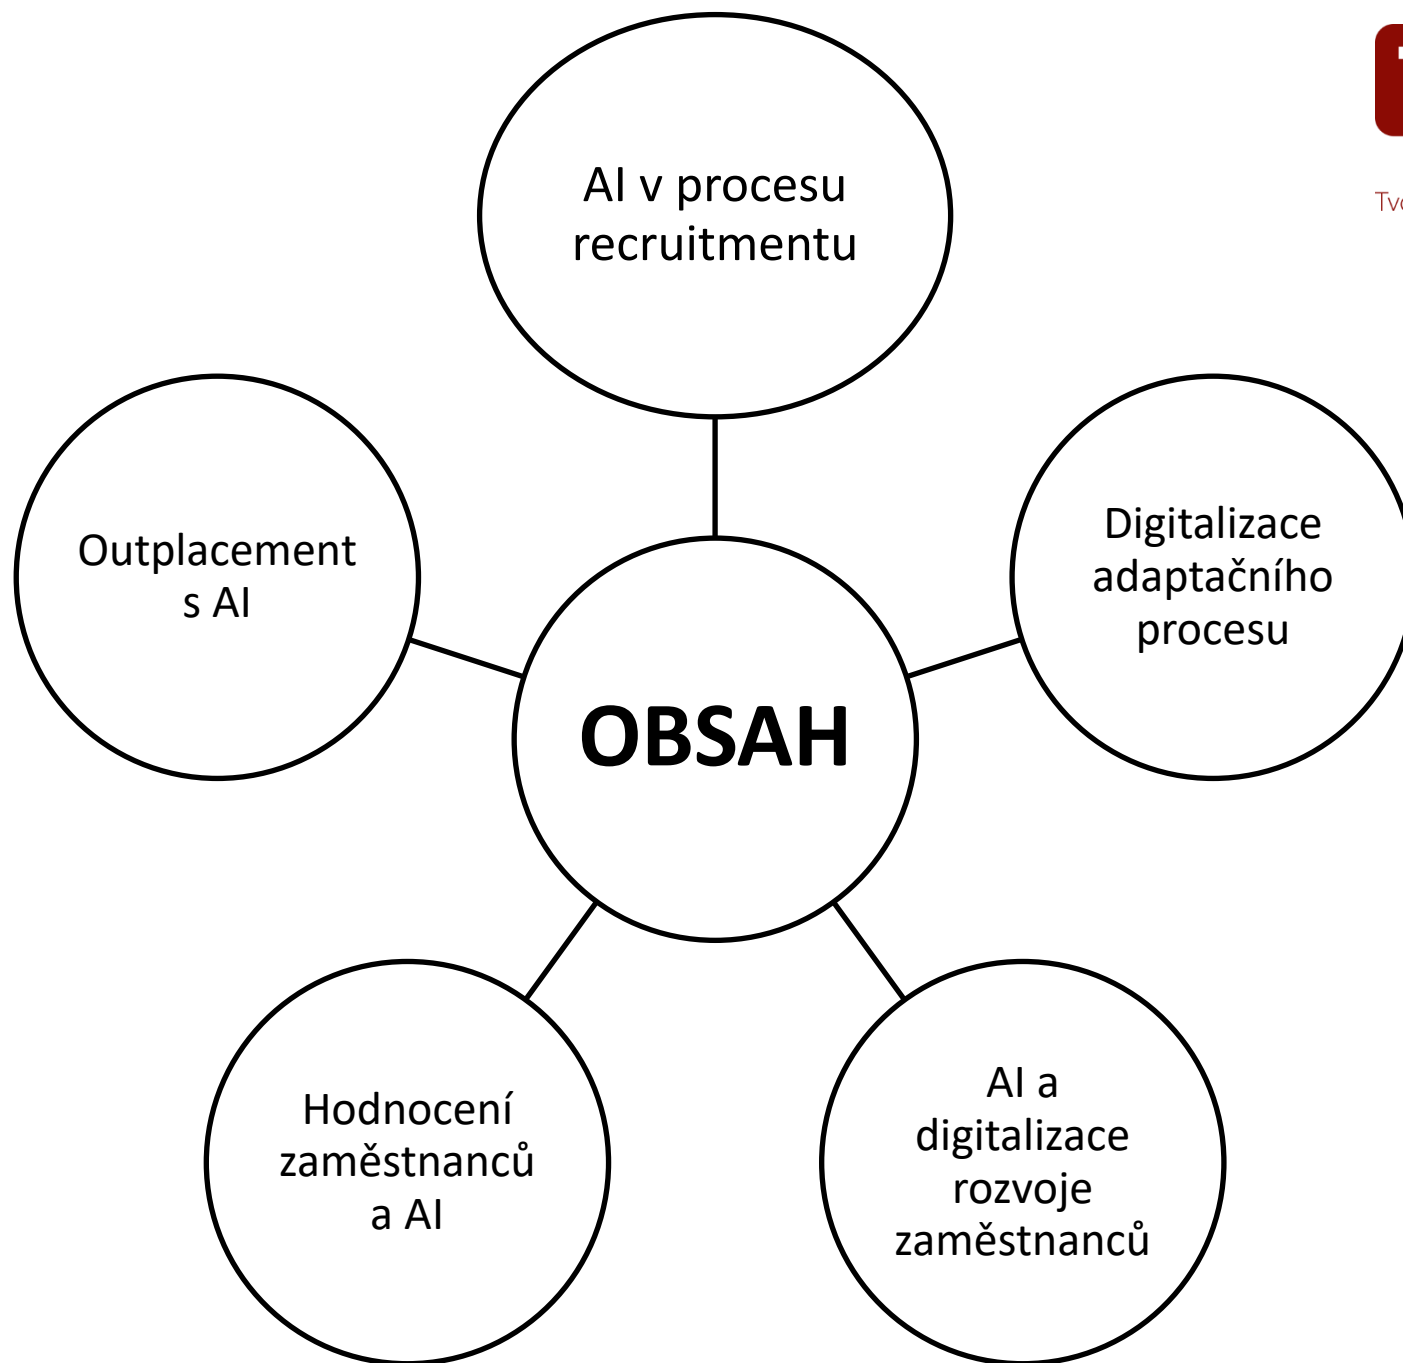 AI v procesu
recruitmentu
Digitalizace
adaptačního
procesu
AI a
digitalizace
rozvoje
zaměstnanců
Hodnocení
zaměstnanců
a AI
Outplacement
s AI
OBSAH